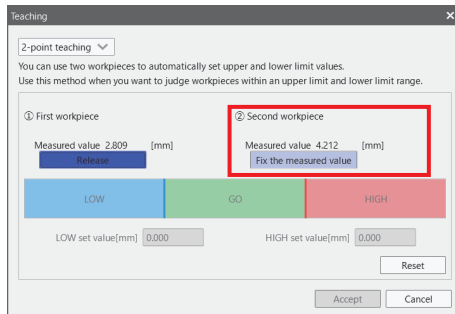 Teaching ×
2-point teaching
You can use two workpieces to automatically set upper and lower limit values.
Use this method when you want to judge workpieces within an upper limit and lower limit range.
① First workpiece ② Second workpiece
Measured value 2.809 [mm] Measured value 4.212 [mm]
Release Fix the measured value
LOW GO HIGH
LOW set value[mm] 0.000 HIGH set value[mm] 0.000
Reset
Accept Cancel